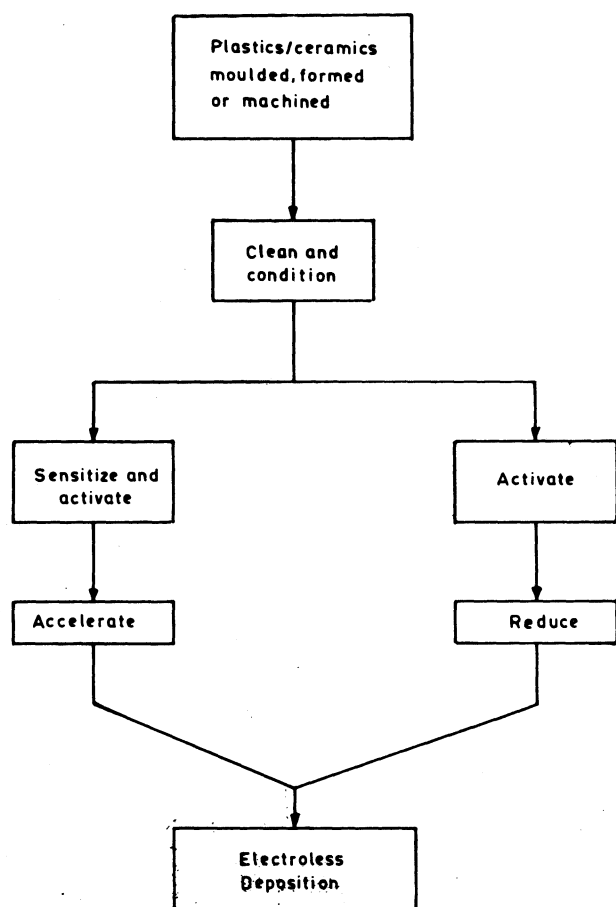 Plastics/ceramics
moulded, formed
or machined
Clean and
condition
Sensitize and
activate
Activate
Accelerate
Reduce
Electroless
Deposition